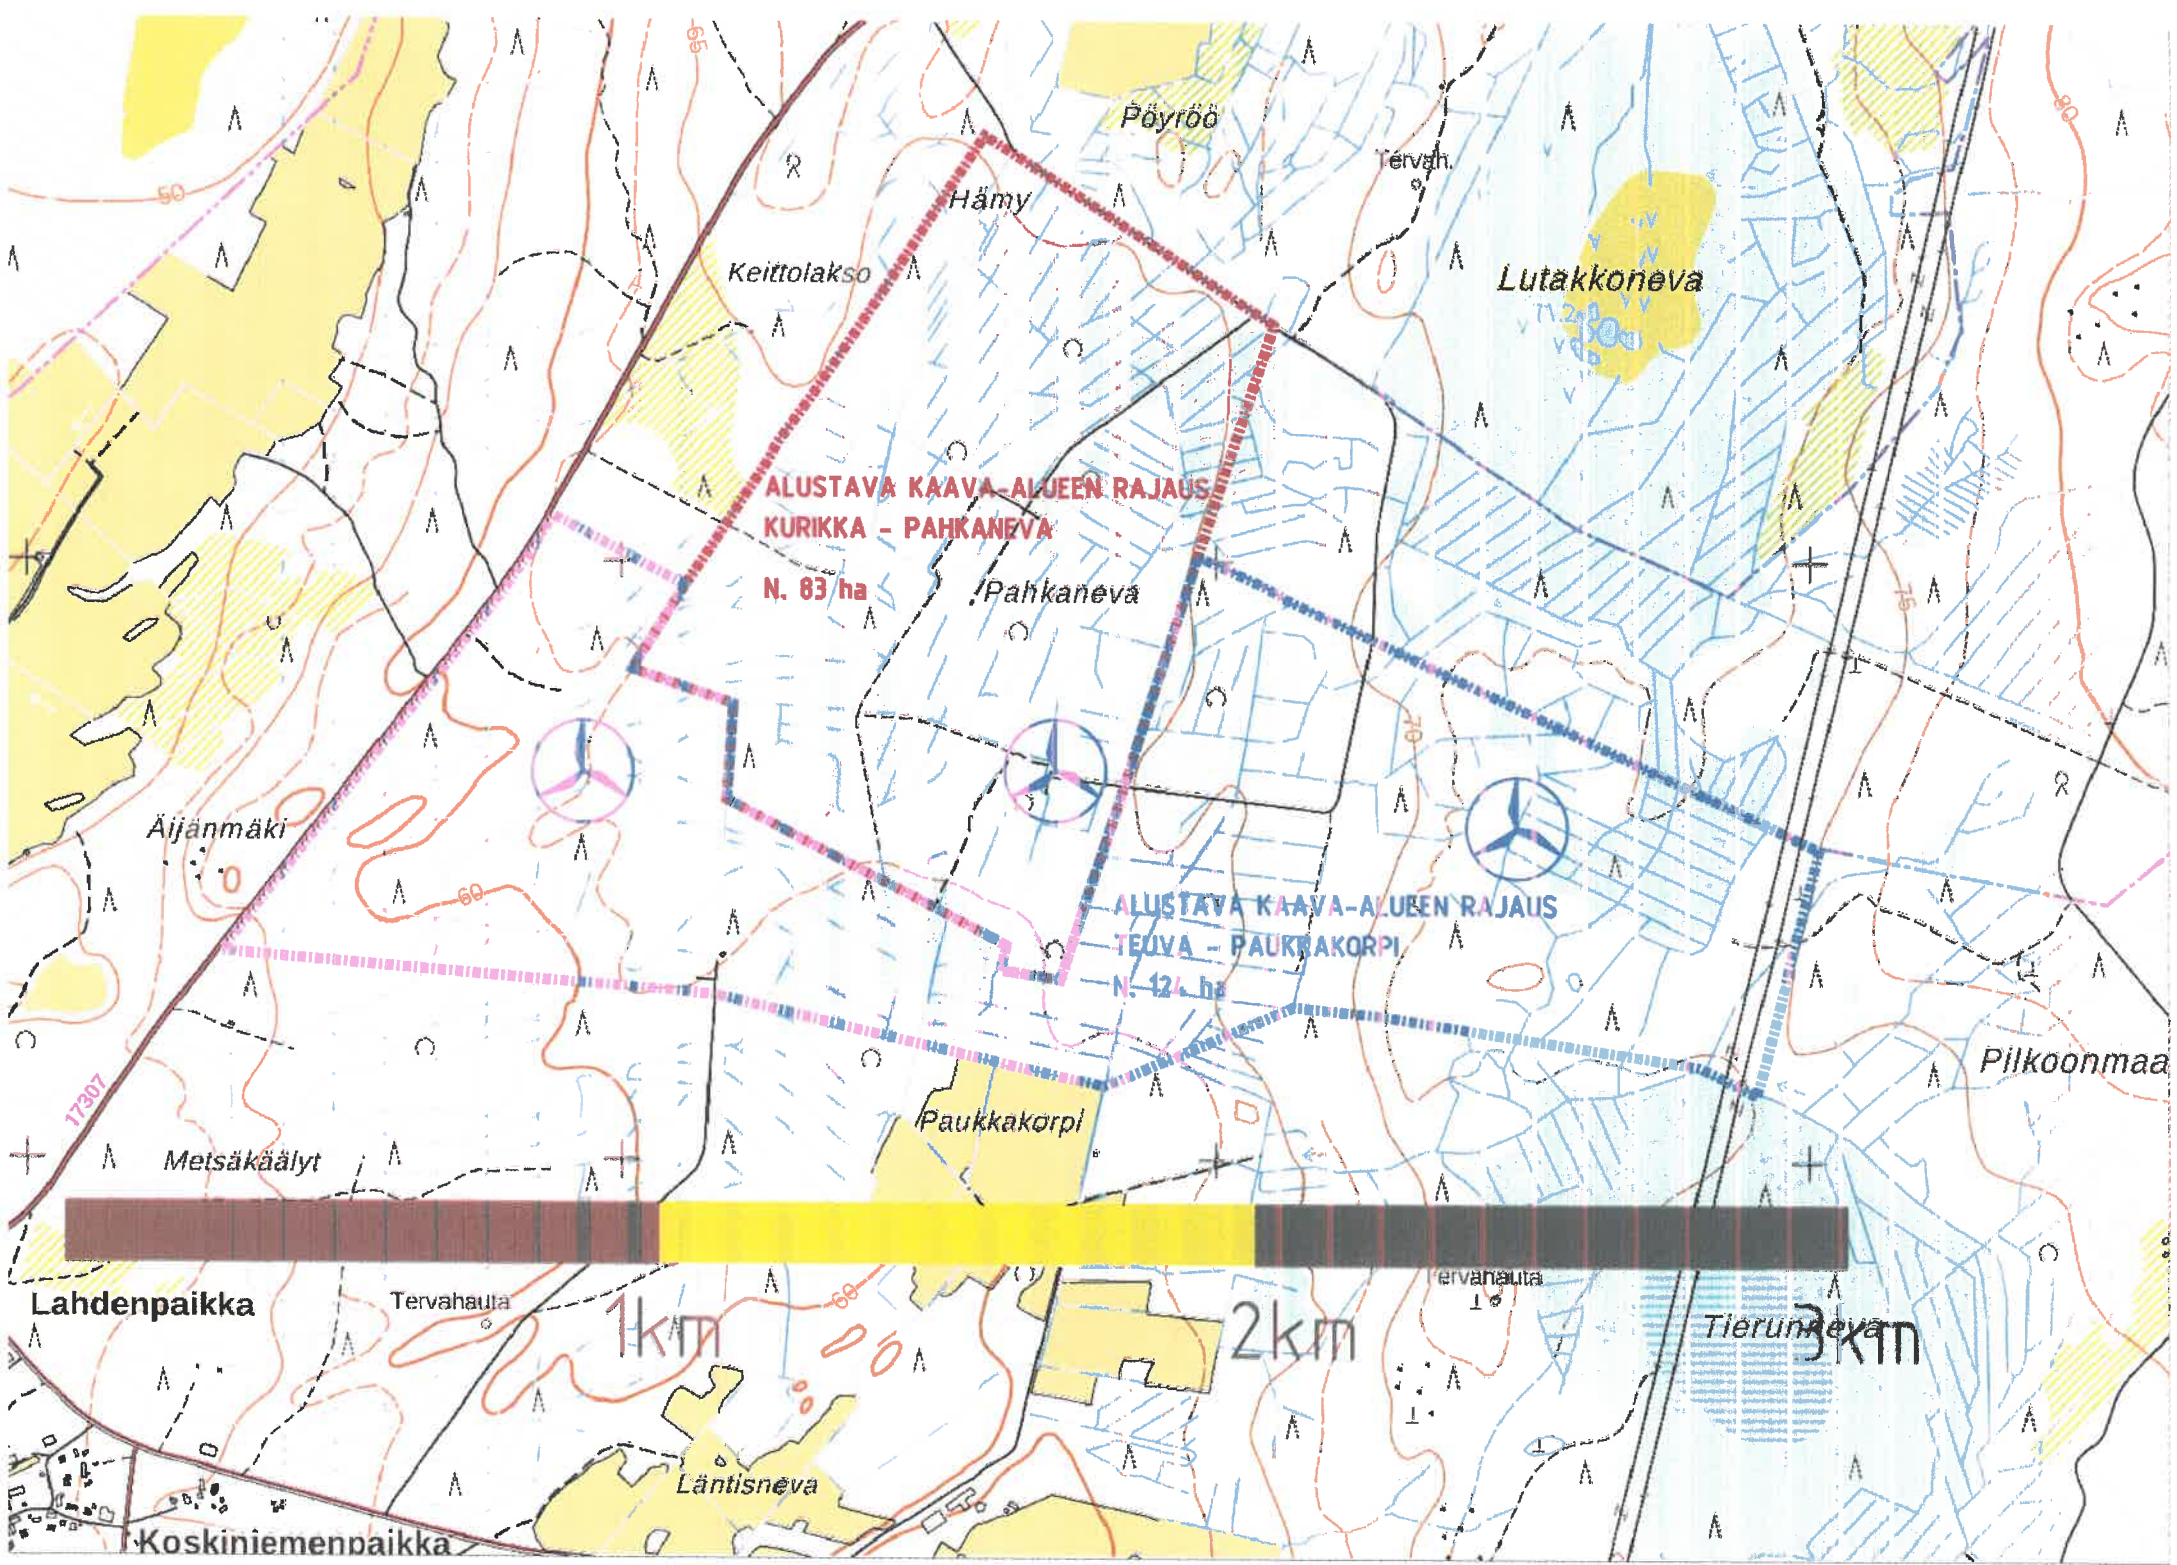 65
Pöyröö
80
Tervah.
50
Hämy
Keittolakso
Lutakkoneva
ALUSTAVA KAAVA-ALUEEN RAJAUS
KURIKKA - PAHKANEVA
N. 83 ha
Pahkaneva
75
70
Äijänmäki
60
ALUSTAVA KAAVA-ALUEEN RAJAUS
TEUVA - PAUKKAKORPI
ha
Pilkoonmaa
17307
Paukkakorpi
Metsäkäälyt
Lahdenpaikka
Tervahauta
60
ervahauta
1km
2km
3km
Tierunneva
Läntisneva
Koskiniemenpaikka